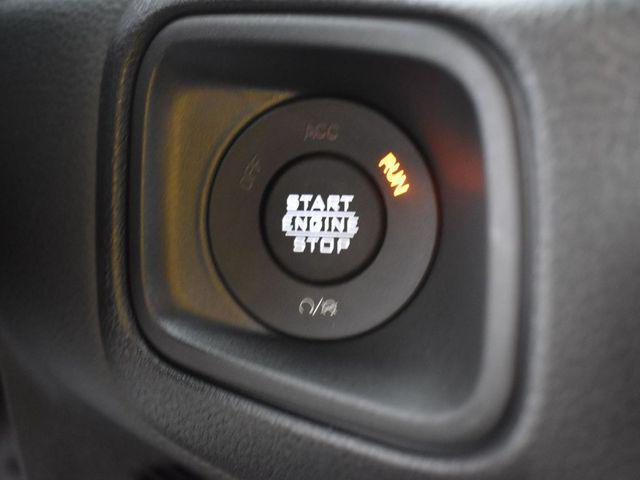 ACC
OFF
RUN
START
ENGINE
STOP